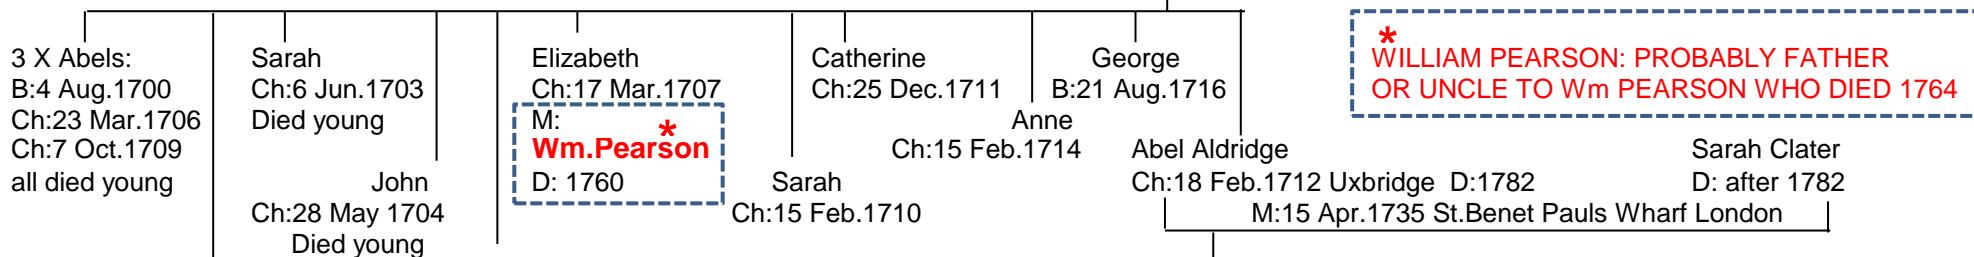 3 X Abels:
B:4 Aug.1700
Ch:23 Mar.1706
Ch:7 Oct.1709
all died young
Sarah
Ch:6 Jun.1703
Died young
John
Ch:28 May 1704
Died young
Elizabeth
Ch:17 Mar.1707
M:
*
Wm.Pearson
D: 1760
Sarah
Ch:15 Feb.1710
Catherine
Ch:25 Dec.1711
Anne
Ch:15 Feb.1714
George
B:21 Aug.1716
Abel Aldridge
Ch:18 Feb.1712 Uxbridge D:1782
Sarah Clater
D: after 1782
M:15 Apr.1735 St.Benet Pauls Wharf London
*
WILLIAM PEARSON: PROBABLY FATHER
OR UNCLE TO Wm PEARSON WHO DIED 1764